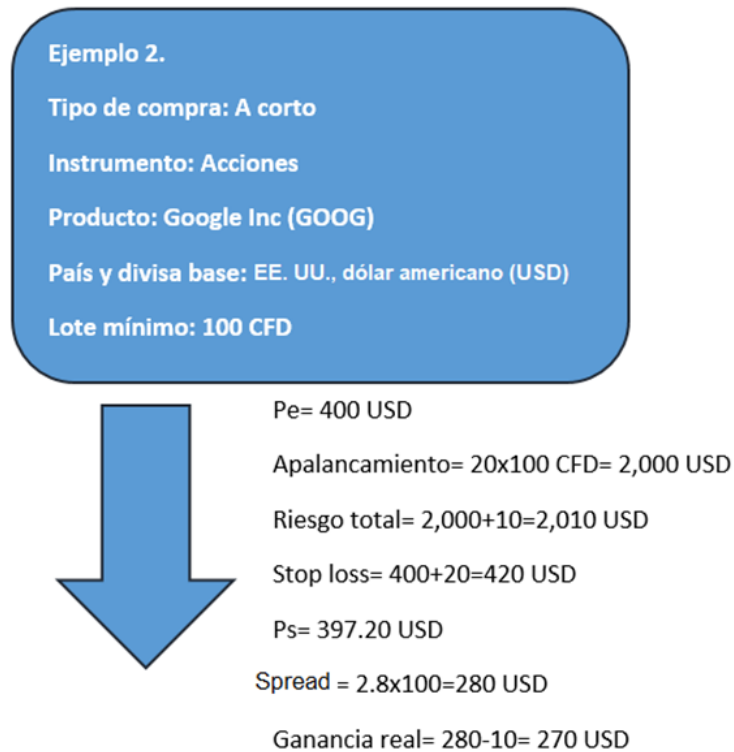 Ejemplo 2.
Tipo de compra: A corto
Instrumento: Acciones
Producto: Google Inc (GOOG)
País y divisa base: EE. UU., dólar americano (USD)
Lote mínimo: 100 CFD
Pe= 400 USD
Apalancamiento= 20x100 CFD= 2,000 USD
Riesgo total= 2,000+10=2,010 USD
Stop loss= 400+20=420 USD
Ps= 397.20 USD
Spread = 2.8x100=280 USD
Ganancia real= 280-10= 270 USD